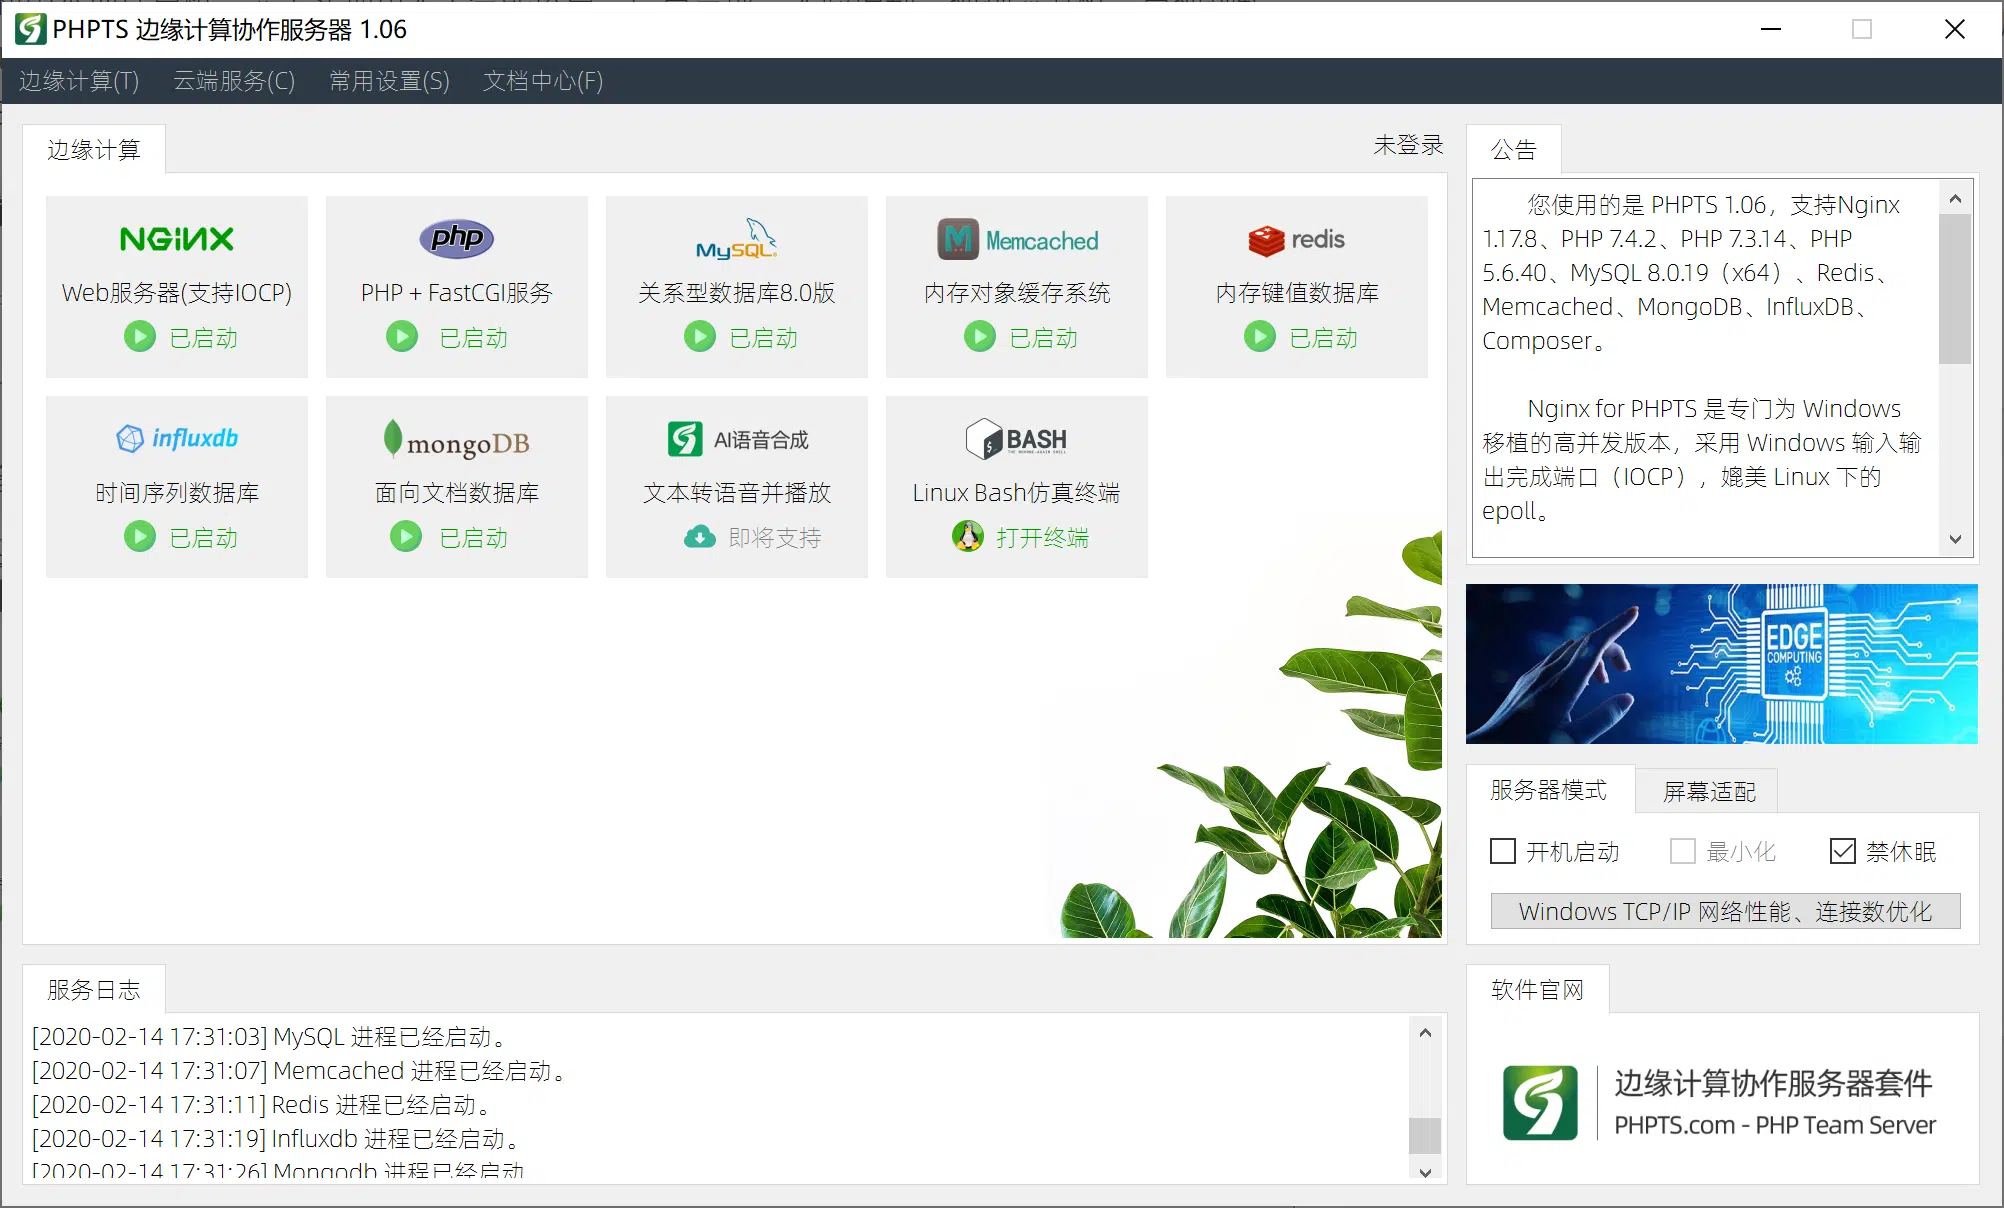 PHPTS 边缘计算协作服务器 1.06
边缘计算(T) 云端服务(C) 常用设置(S) 文档中心(F)
边缘计算
未登录
NGINX
Web服务器(支持IOCP)
已启动
php
PHP + FastCGI服务
已启动
MySQL
关系型数据库8.0版
已启动
Memcached
内存对象缓存系统
已启动
redis
内存键值数据库
已启动
influxdb
时间序列数据库
已启动
mongoDB
面向文档数据库
已启动
AI语音合成
文本转语音并播放
即将支持
BASH
THE BOURNE-AGAIN SHELL
Linux Bash仿真终端
打开终端
公告
您使用的是 PHPTS 1.06，支持Nginx
1.17.8、PHP 7.4.2、PHP 7.3.14、PHP
5.6.40、MySQL 8.0.19（x64）、Redis、
Memcached、MongoDB、InfluxDB、
Composer。
Nginx for PHPTS 是专门为 Windows
移植的高并发版本，采用 Windows 输入输
出完成端口（IOCP），媲美 Linux 下的
epoll。
EDGE
COMPUTING
服务器模式 屏幕适配
开机启动 最小化 禁休眠
Windows TCP/IP 网络性能、连接数优化
服务日志
[2020-02-14 17:31:03] MySQL 进程已经启动。
[2020-02-14 17:31:07] Memcached 进程已经启动。
[2020-02-14 17:31:11] Redis 进程已经启动。
[2020-02-14 17:31:19] Influxdb 进程已经启动。
[2020-02-14 17:31:26] Mongodb 进程已经启动
软件官网
边缘计算协作服务器套件
PHPTS.com - PHP Team Server